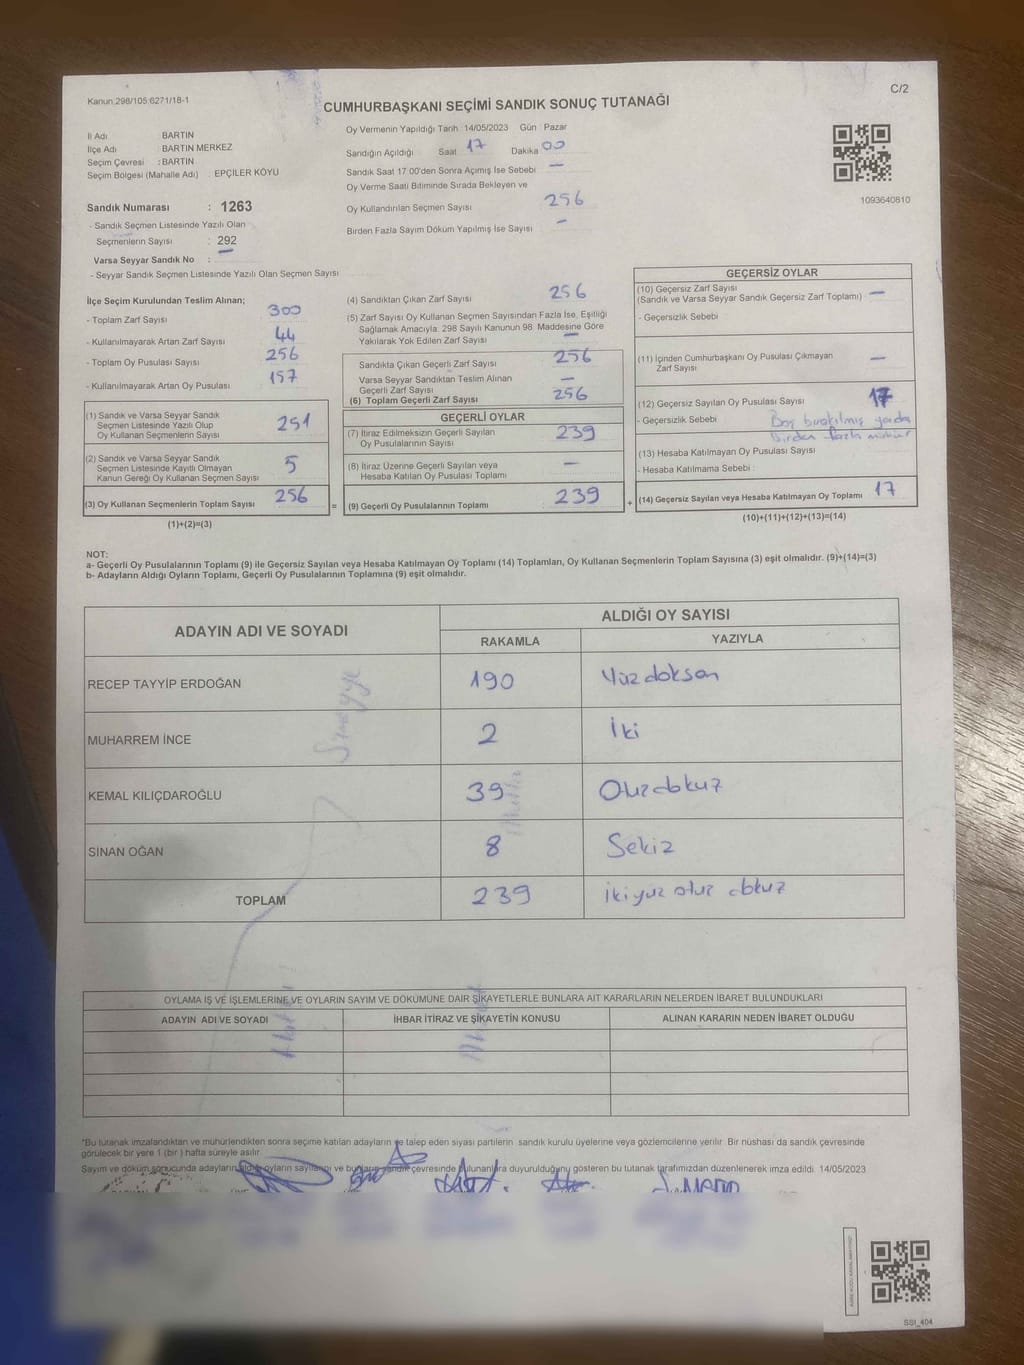 Kanun 298/105 6271/18-1
C/2
CUMHURBAŞKANI SEÇİMİ SANDIK SONUÇ TUTANAĞI
İl Adı BARTIN
İlçe Adı : BARTIN MERKEZ
Seçim Çevresi : BARTIN
Seçim Bölgesi (Mahalle Adı) : EPÇİLER KÖYÜ
Sandık Numarası : 1263
- Sandık Seçmen Listesinde Yazılı Olan
Seçmenlerin Sayısı : 292
Varsa Seyyar Sandık No :
- Seyyar Sandık Seçmen Listesinde Yazılı Olan Seçmen Sayısı
Oy Vermenin Yapıldığı Tarih 14/05/2023 Gün Pazar
Sandığın Açıldığı Saat 17 Dakika 00
Sandık Saat 17.00'den Sonra Açımış İse Sebebi —
Oy Verme Saati Bitiminde Sırada Bekleyen ve
Oy Kullandırılan Seçmen Sayısı 256
Birden Fazla Sayım Döküm Yapılmış İse Sayısı —
1093640810
İlçe Seçim Kurulundan Teslim Alınan;
- Toplam Zarf Sayısı 300
- Kullanılmayarak Artan Zarf Sayısı 44
- Toplam Oy Pusulası Sayısı 256
- Kullanılmayarak Artan Oy Pusulası 157
(1) Sandık ve Varsa Seyyar Sandık
Seçmen Listesinde Yazılı Olup
Oy Kullanan Seçmenlerin Sayısı 251
(2) Sandık ve Varsa Seyyar Sandık
Seçmen Listesinde Kayıtlı Olmayan
Kanun Gereği Oy Kullanan Seçmen Sayısı 5
(3) Oy Kullanan Seçmenlerin Toplam Sayısı 256
(1)+(2)=(3)
(4) Sandıktan Çıkan Zarf Sayısı 256
(5) Zarf Sayısı Oy Kullanan Seçmen Sayısından Fazla İse, Eşitliği
Sağlamak Amacıyla 298 Sayılı Kanunun 98. Maddesine Göre
Yakılarak Yok Edilen Zarf Sayısı —
Sandıkta Çıkan Geçerli Zarf Sayısı 256
Varsa Seyyar Sandıktan Teslim Alınan
Geçerli Zarf Sayısı —
(6) Toplam Geçerli Zarf Sayısı 256
GEÇERLİ OYLAR
(7) İtiraz Edilmeksizin Geçerli Sayılan
Oy Pusulalarının Sayısı 239
(8) İtiraz Üzerine Geçerli Sayılan veya
Hesaba Katılan Oy Pusulası Toplamı —
= (9) Geçerli Oy Pusulalarının Toplamı 239
GEÇERSİZ OYLAR
(10) Geçersiz Zarf Sayısı
(Sandık ve Varsa Seyyar Sandık Geçersiz Zarf Toplamı) —
- Geçersizlik Sebebi
(11) İçinden Cumhurbaşkanı Oy Pusulası Çıkmayan
Zarf Sayısı —
(12) Geçersiz Sayılan Oy Pusulası Sayısı 17
- Geçersizlik Sebebi Boş bırakılmış yada
birden fazla mühür
(13) Hesaba Katılmayan Oy Pusulası Sayısı
- Hesaba Katılmama Sebebi :
+ (14) Geçersiz Sayılan veya Hesaba Katılmayan Oy Toplamı 17
(10)+(11)+(12)+(13)=(14)
NOT:
a- Geçerli Oy Pusulalarının Toplamı (9) ile Geçersiz Sayılan veya Hesaba Katılmayan Oy Toplamı (14) Toplamları, Oy Kullanan Seçmenlerin Toplam Sayısına (3) eşit olmalıdır. (9)+(14)=(3)
b- Adayların Aldığı Oyların Toplamı, Geçerli Oy Pusulalarının Toplamına (9) eşit olmalıdır.
ADAYIN ADI VE SOYADI ALDIĞI OY SAYISI
RAKAMLA YAZIYLA
RECEP TAYYİP ERDOĞAN 190 Yüz doksan
MUHARREM İNCE 2 İki
KEMAL KILIÇDAROĞLU 39 Otuz dokuz
SİNAN OĞAN 8 Sekiz
TOPLAM 239 ikiyüz otuz dokuz
OYLAMA İŞ VE İŞLEMLERİNE VE OYLARIN SAYIM VE DÖKÜMÜNE DAİR ŞİKAYETLERLE BUNLARA AİT KARARLARIN NELERDEN İBARET BULUNDUKLARI
ADAYIN ADI VE SOYADI İHBAR İTİRAZ VE ŞİKAYETİN KONUSU ALINAN KARARIN NEDEN İBARET OLDUĞU
*Bu tutanak imzalandıktan ve mühürlendikten sonra seçime katılan adayların ve talep eden siyasi partilerin sandık kurulu üyelerine veya gözlemcilerine verilir. Bir nüshası da sandık çevresinde
görülecek bir yere 1 (bir) hafta süreyle asılır.
Sayım ve döküm sonucunda adayların aldığı oyların sayılarını ve bunların sandık çevresinde bulunanlara duyurulduğunu gösteren bu tutanak tarafımızdan düzenlenerek imza edildi. 14/05/2023
SSI_404